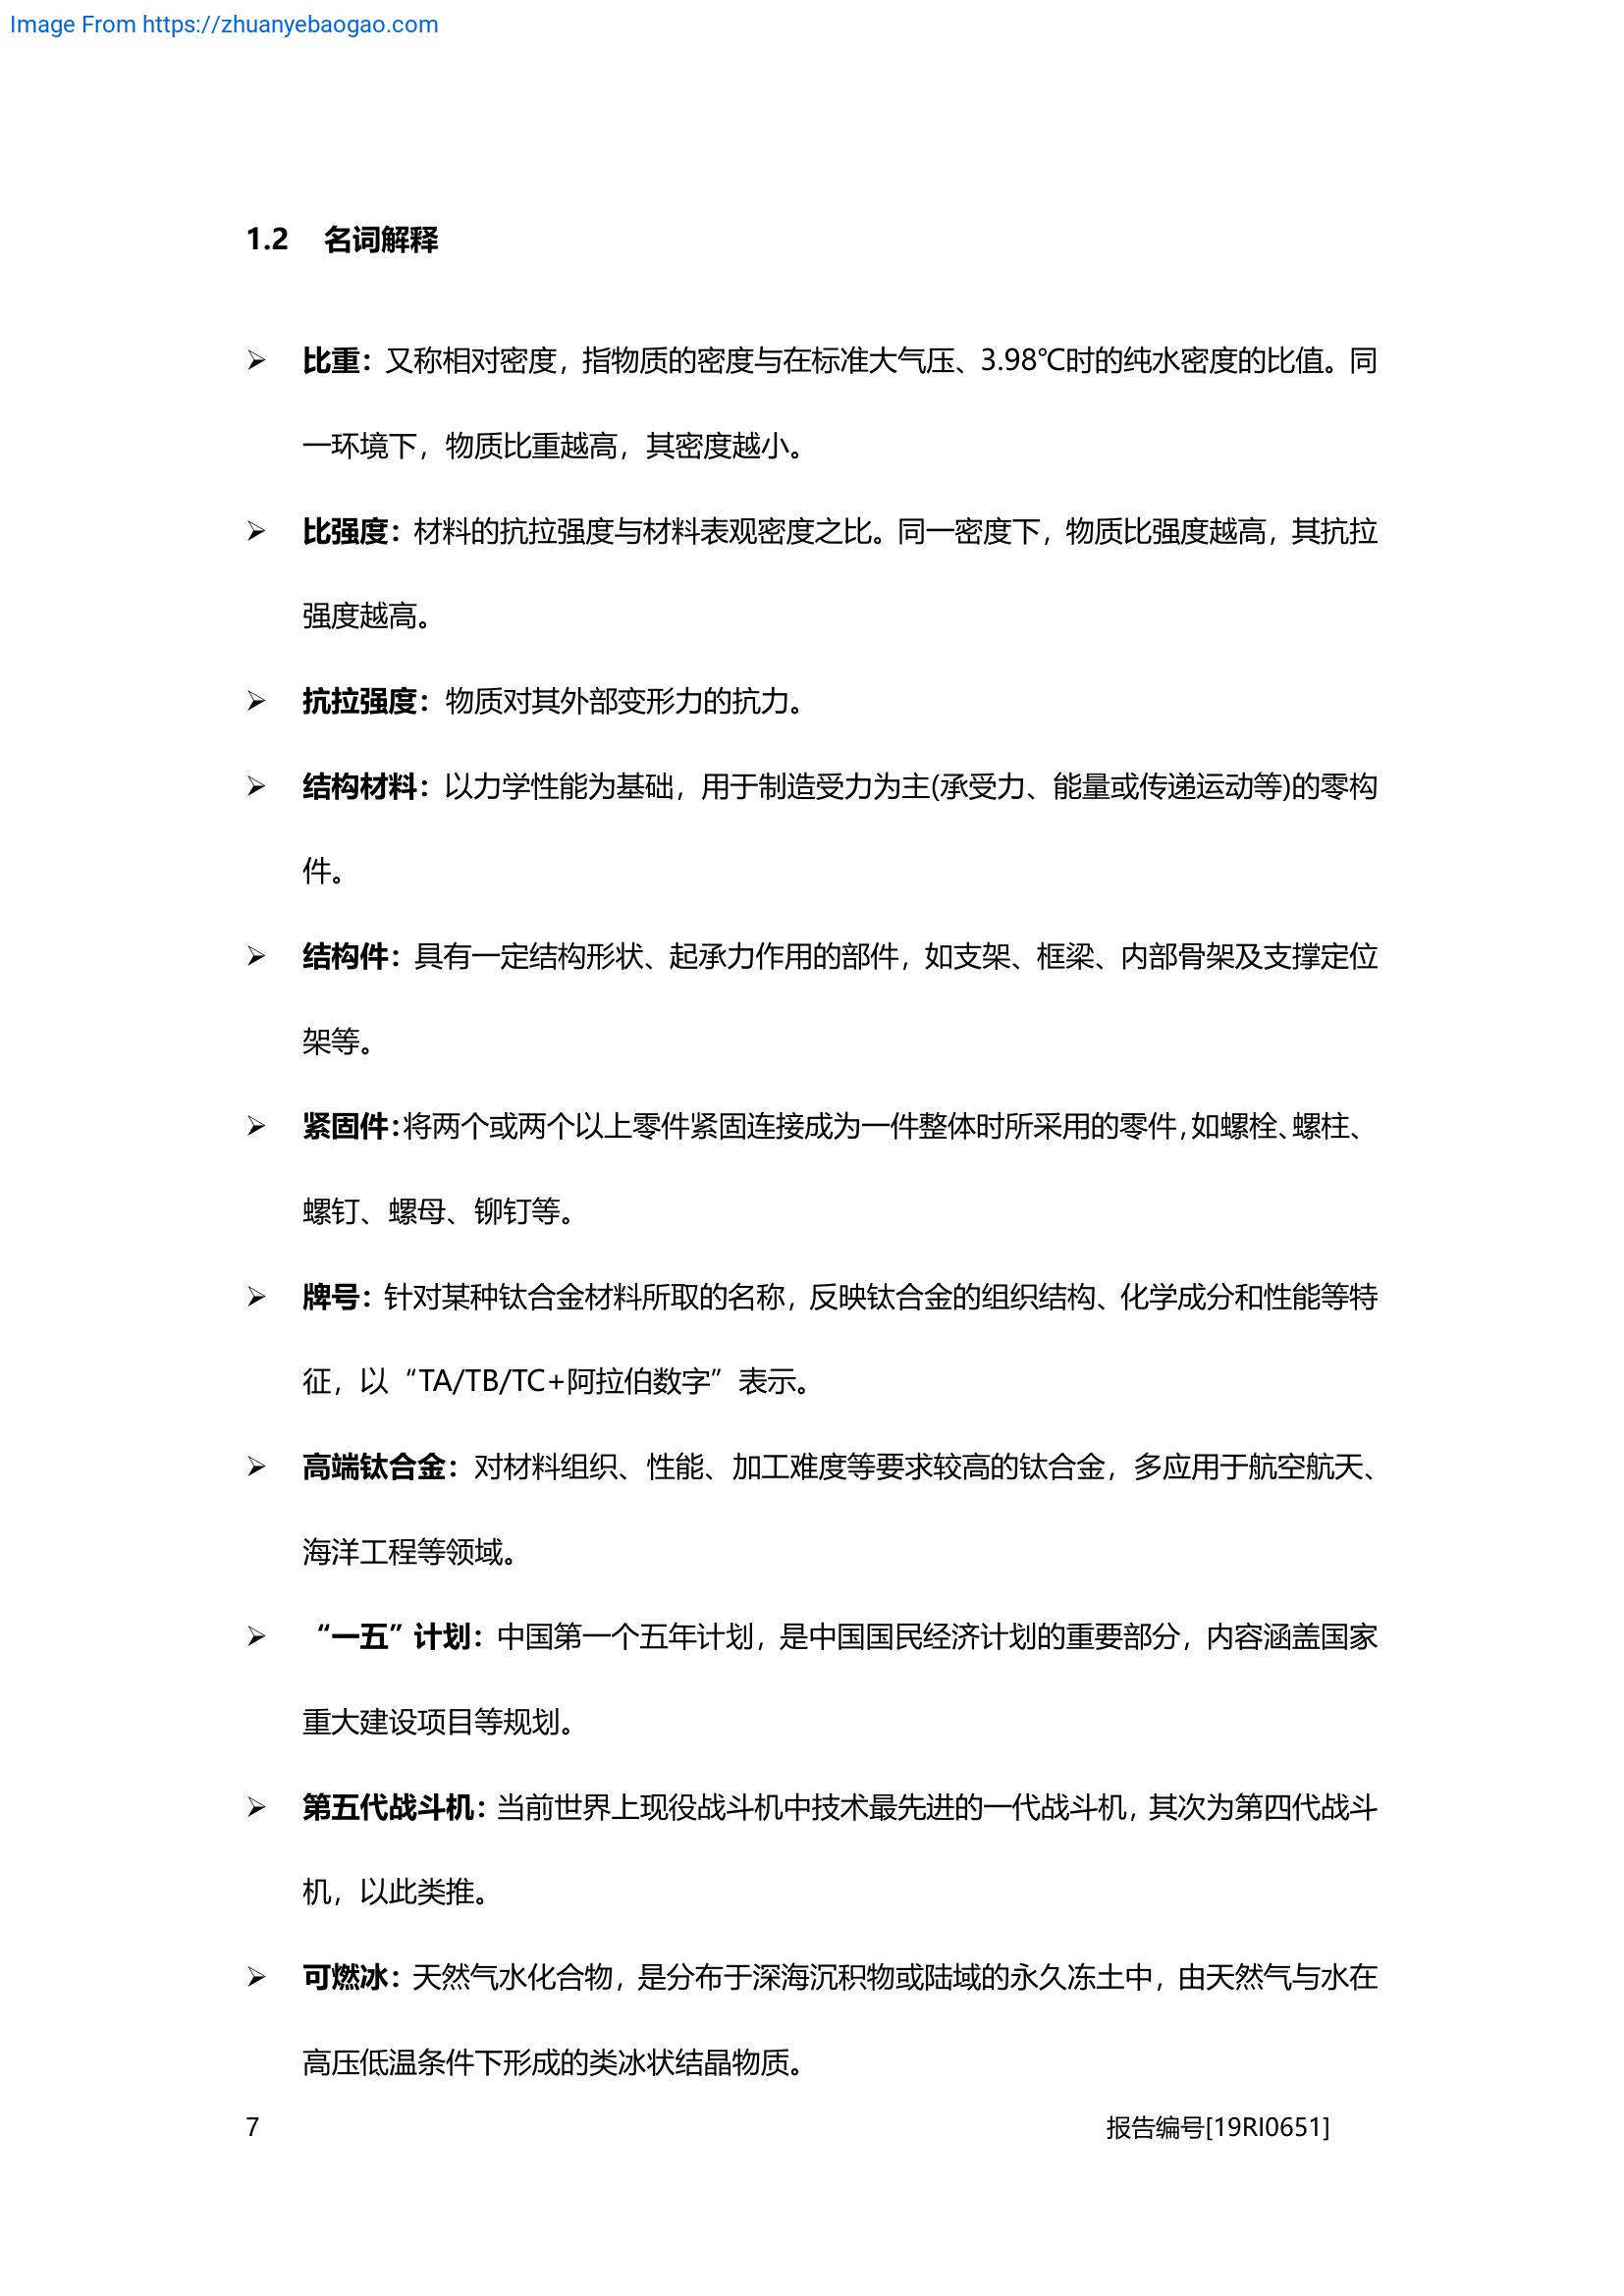 Image From https://zhuanyebaogao.com
1.2 名词解释
➢ 比重：又称相对密度，指物质的密度与在标准大气压、3.98℃时的纯水密度的比值。同
一环境下，物质比重越高，其密度越小。
➢ 比强度：材料的抗拉强度与材料表观密度之比。同一密度下，物质比强度越高，其抗拉
强度越高。
➢ 抗拉强度：物质对其外部变形力的抗力。
➢ 结构材料：以力学性能为基础，用于制造受力为主(承受力、能量或传递运动等)的零构
件。
➢ 结构件：具有一定结构形状、起承力作用的部件，如支架、框梁、内部骨架及支撑定位
架等。
➢ 紧固件：将两个或两个以上零件紧固连接成为一件整体时所采用的零件，如螺栓、螺柱、
螺钉、螺母、铆钉等。
➢ 牌号：针对某种钛合金材料所取的名称，反映钛合金的组织结构、化学成分和性能等特
征，以“TA/TB/TC+阿拉伯数字”表示。
➢ 高端钛合金：对材料组织、性能、加工难度等要求较高的钛合金，多应用于航空航天、
海洋工程等领域。
➢ “一五”计划：中国第一个五年计划，是中国国民经济计划的重要部分，内容涵盖国家
重大建设项目等规划。
➢ 第五代战斗机：当前世界上现役战斗机中技术最先进的一代战斗机，其次为第四代战斗
机，以此类推。
➢ 可燃冰：天然气水化合物，是分布于深海沉积物或陆域的永久冻土中，由天然气与水在
高压低温条件下形成的类冰状结晶物质。
7 报告编号[19RI0651]